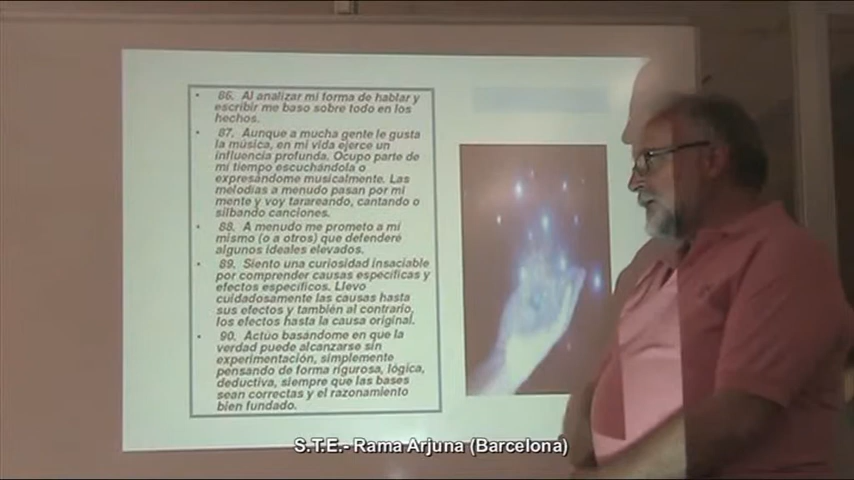 • 86. Al analizar mi forma de hablar y
escribir me baso sobre todo en los
hechos.
• 87. Aunque a mucha gente le gusta
la música, en mi vida ejerce un
influencia profunda. Ocupo parte de
mi tiempo escuchándola o
expresándome musicalmente. Las
melodías a menudo pasan por mi
mente y voy tarareando, cantando o
silbando canciones.
• 88. A menudo me prometo a mí
mismo (o a otros) que defenderé
algunos ideales elevados.
• 89. Siento una curiosidad insaciable
por comprender causas específicas y
efectos específicos. Llevo
cuidadosamente las causas hasta
sus efectos y también al contrario,
los efectos hasta la causa original.
• 90. Actúo basándome en que la
verdad puede alcanzarse sin
experimentación, simplemente
pensando de forma rigurosa, lógica,
deductiva, siempre que las bases
sean correctas y el razonamiento
bien fundado.
S.T.E.- Rama Arjuna (Barcelona)